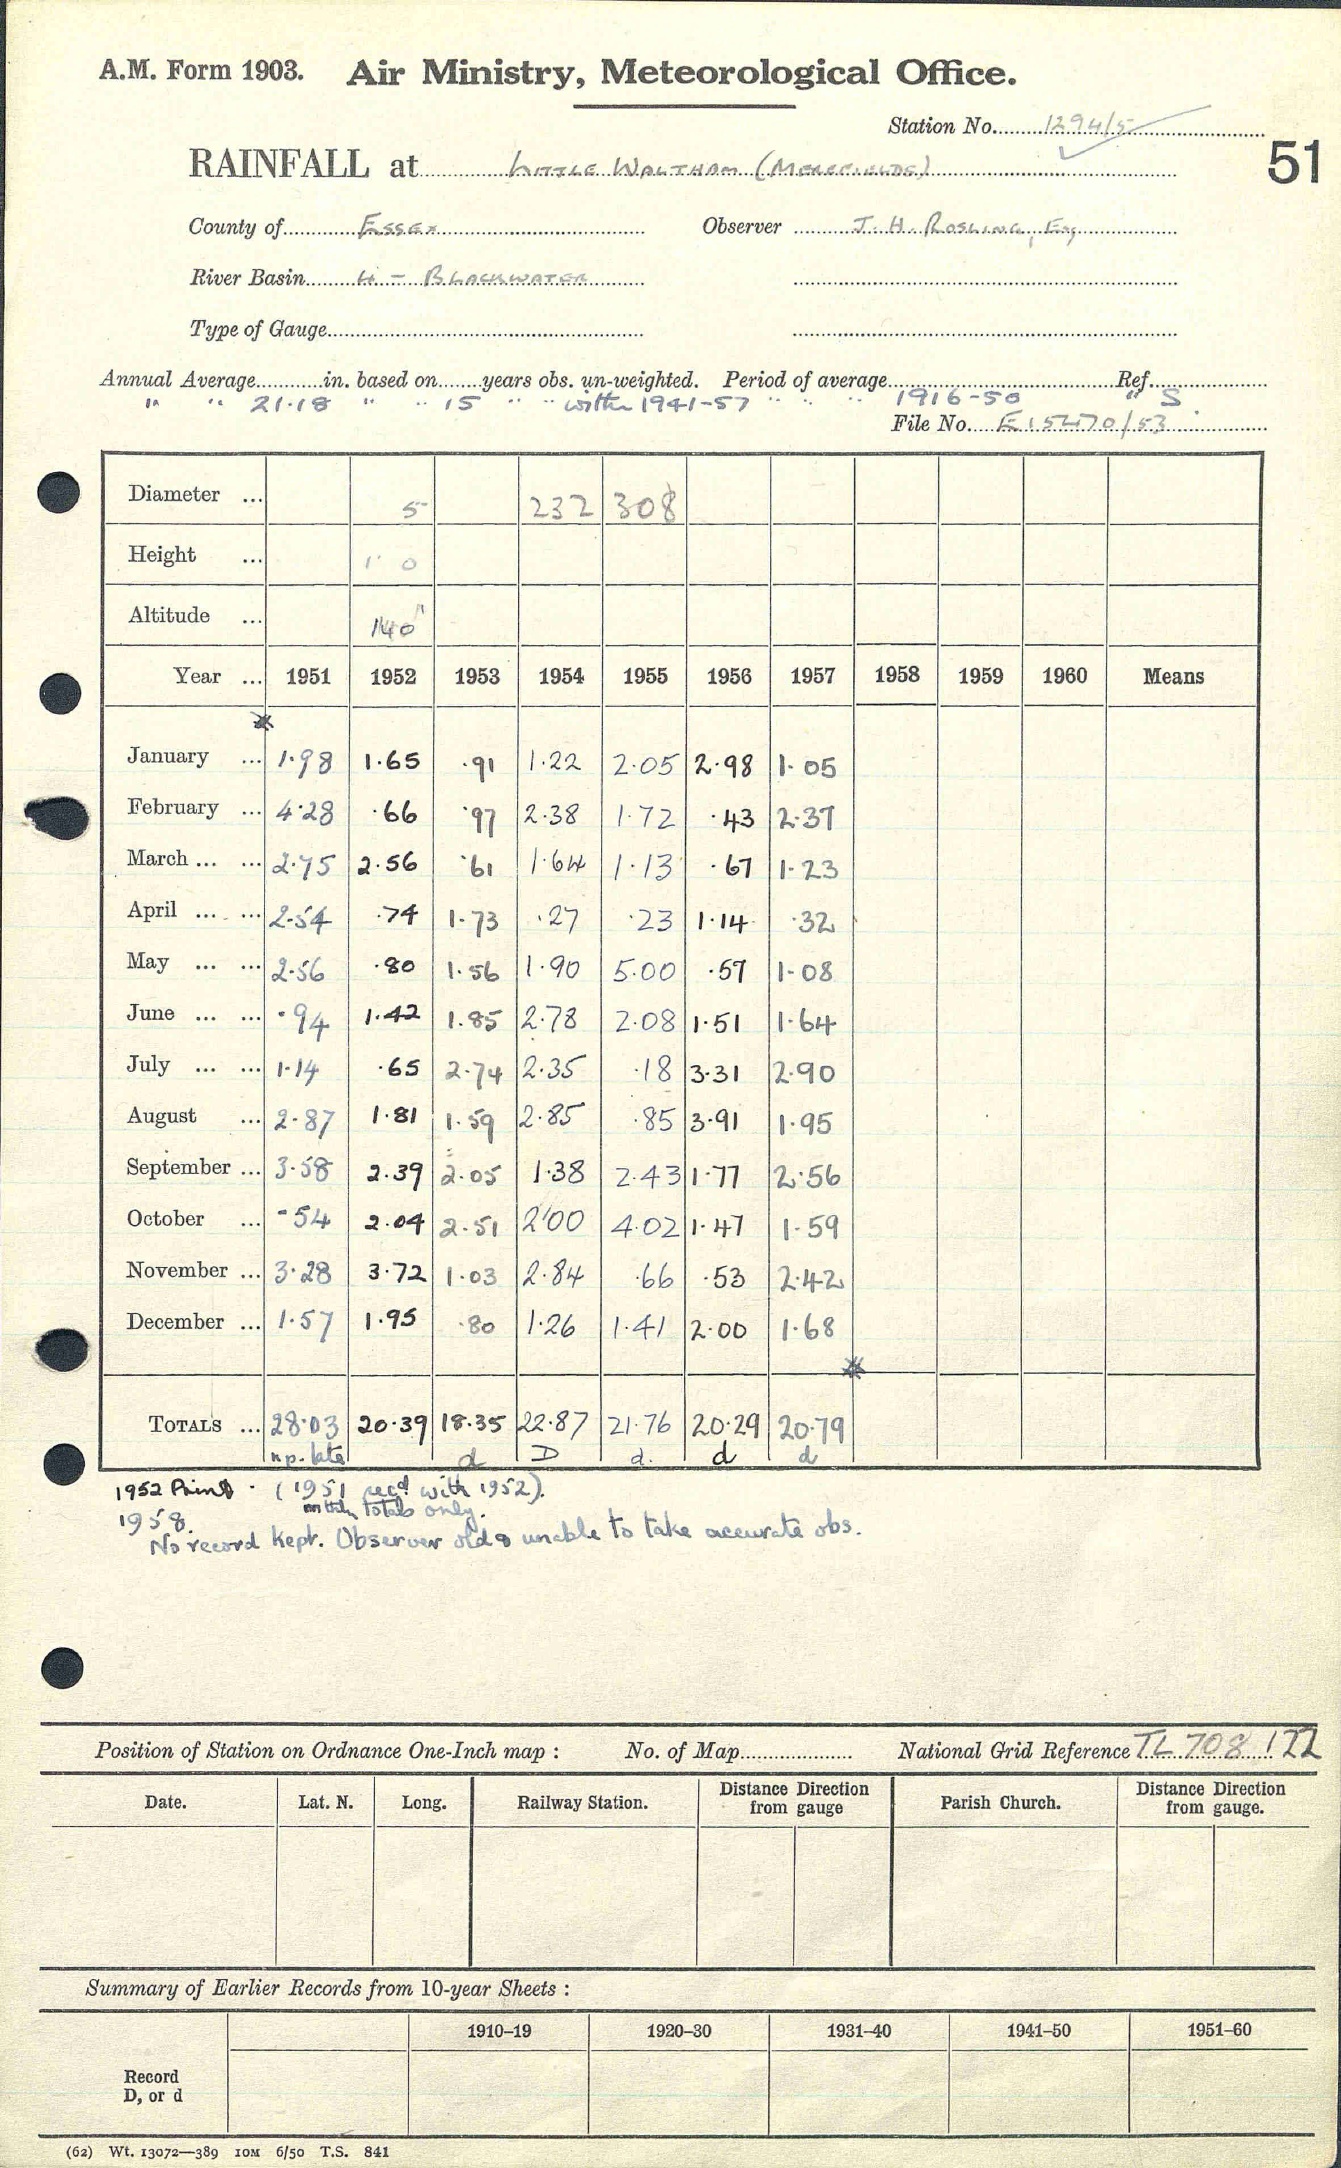 A.M. Form 1903. Air Ministry, Meteorological Office.
Station No. 1294/5
RAINFALL at LITTLE WALTHAM (MEREFIELDS)
51
County of ESSEX Observer J. H. ROSLING, Esq
River Basin 4 - BLACKWATER
Type of Gauge
Annual Average in. based on years obs. un-weighted. Period of average Ref.
" " 21.18 " " 15 " " within 1941-57 " " " 1916-50 " S.
File No. E15470/53
Diameter ... 5 232 308
Height ... 1' 0
Altitude ... 140
Year ... 1951 1952 1953 1954 1955 1956 1957 1958 1959 1960 Means
January ... 1.98 1.65 .91 1.22 2.05 2.98 1.05
February ... 4.28 .66 .97 2.38 1.72 .43 2.37
March ... ... 2.75 2.56 .61 1.64 1.13 .67 1.23
April ... ... 2.54 .74 1.73 .27 .23 1.14 .32
May ... ... 2.56 .80 1.56 1.90 5.00 .57 1.08
June ... ... .94 1.42 1.85 2.78 2.08 1.51 1.64
July ... ... 1.14 .65 2.74 2.35 .18 3.31 2.90
August ... 2.87 1.81 1.59 2.85 .85 3.91 1.95
September ... 3.58 2.39 2.05 1.38 2.43 1.77 2.56
October ... .54 2.04 2.51 2.00 4.02 1.47 1.59
November ... 3.28 3.72 1.03 2.84 .66 .53 2.42
December ... 1.57 1.95 .80 1.26 1.41 2.00 1.68
TOTALS ... 28.03 20.39 18.35 22.87 21.76 20.29 20.79
n.p. late d D d. d d
1952 Print. (1951 recd with 1952).
mthly totals only.
1958.
No record kept. Observer old & unable to take accurate obs.
Position of Station on Ordnance One-Inch map : No. of Map National Grid Reference TL 708 122
Date. Lat. N. Long. Railway Station. Distance Direction from gauge Parish Church. Distance Direction from gauge.
Summary of Earlier Records from 10-year Sheets :
1910–19 1920–30 1931–40 1941–50 1951–60
Record
D, or d
(62) Wt. 13072—389 10M 6/50 T.S. 841